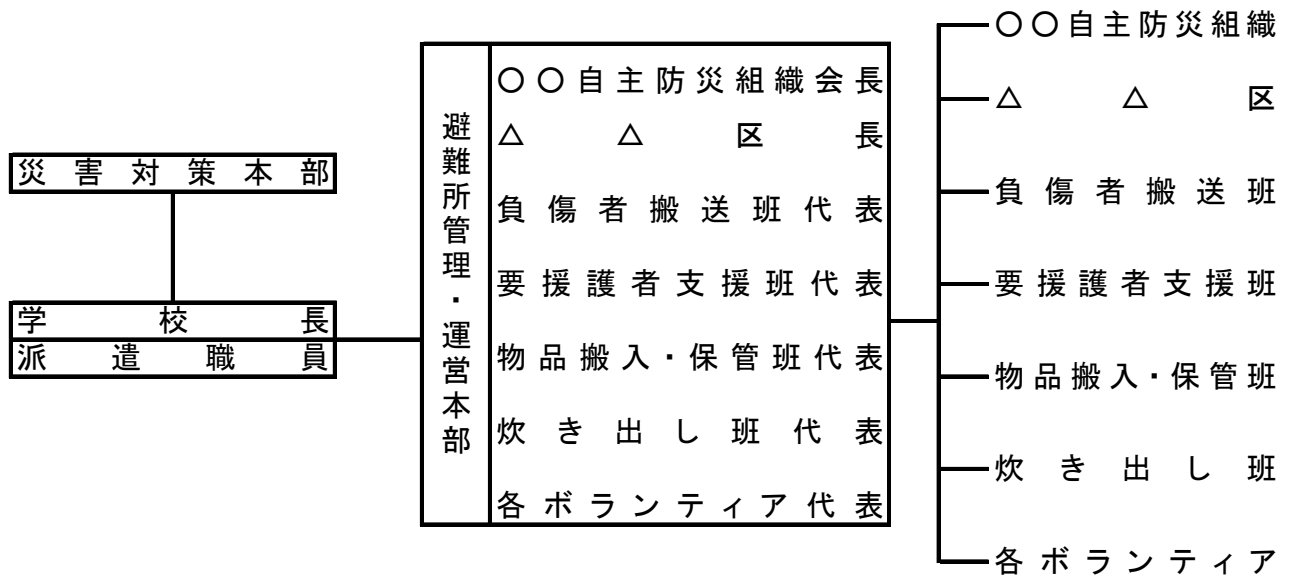 災害対策本部
学校長
派遣職員
避難所管理・運営本部
〇〇自主防災組織会長
△△区長
負傷者搬送班代表
要援護者支援班代表
物品搬入・保管班代表
炊き出し班代表
各ボランティア代表
〇〇自主防災組織
△△区
負傷者搬送班
要援護者支援班
物品搬入・保管班
炊き出し班
各ボランティア